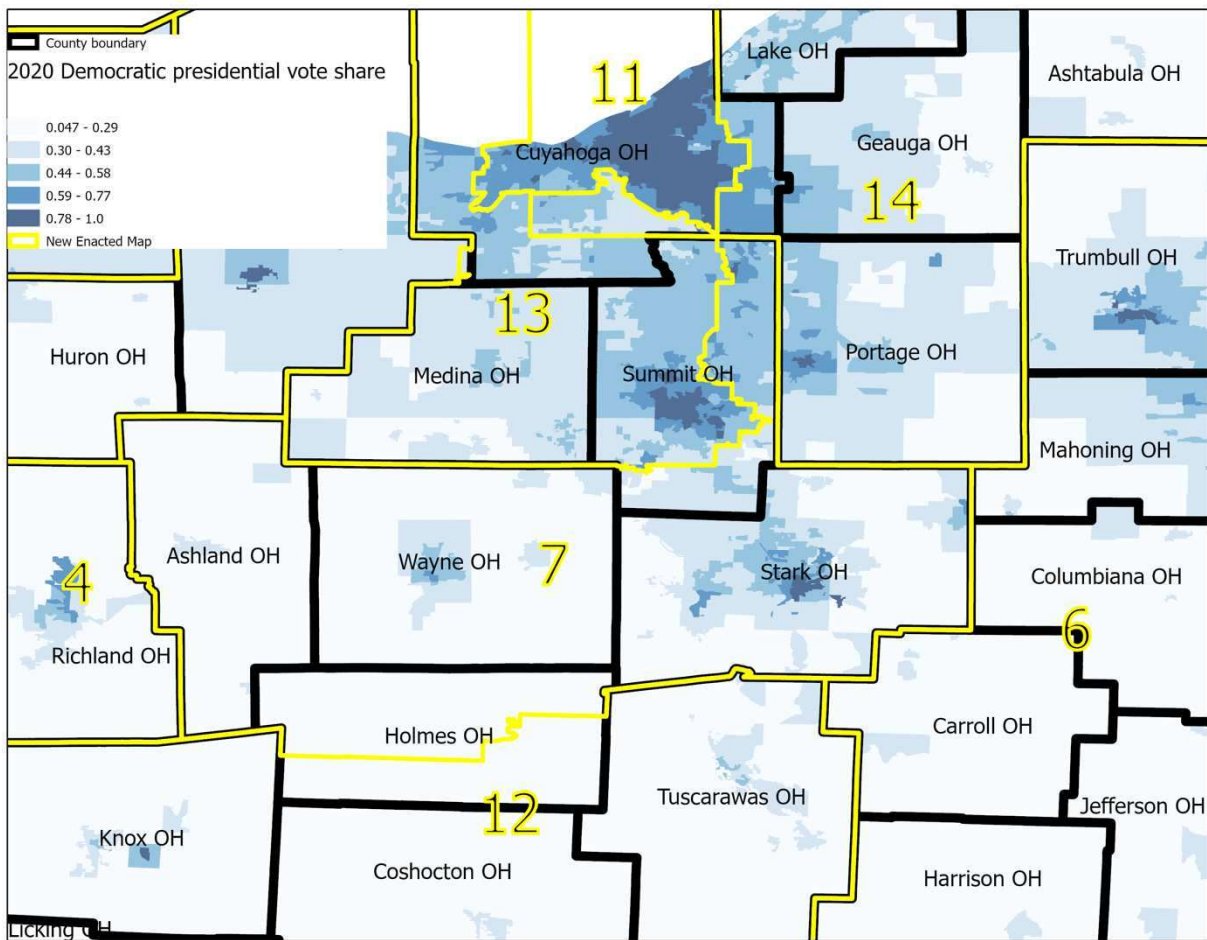 County boundary
2020 Democratic presidential vote share
0.047 - 0.29
0.30 - 0.43
0.44 - 0.58
0.59 - 0.77
0.78 - 1.0
New Enacted Map
Lake OH
Ashtabula OH
11
Cuyahoga OH
Geauga OH
14
Trumbull OH
Huron OH
13
Medina OH
Summit OH
Portage OH
Mahoning OH
Ashland OH
Wayne OH
7
Stark OH
Columbiana OH
4
Richland OH
6
Holmes OH
Carroll OH
12
Tuscarawas OH
Jefferson OH
Knox OH
Coshocton OH
Harrison OH
Licking OH